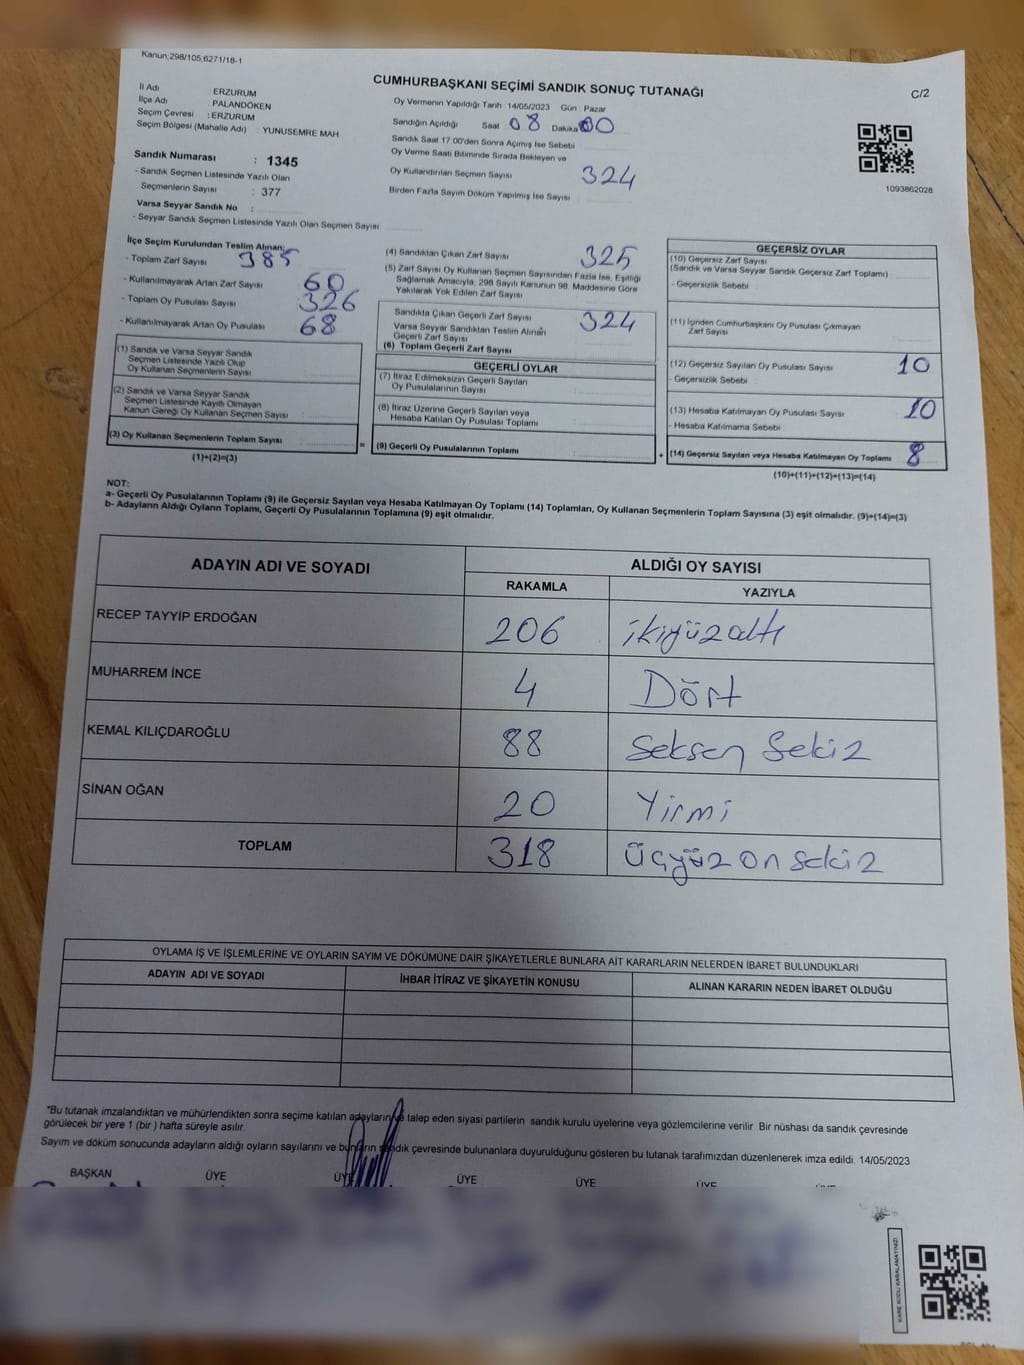 Kanun,298/105,6271/18-1
CUMHURBAŞKANI SEÇİMİ SANDIK SONUÇ TUTANAĞI
C/2
İl Adı ERZURUM
İlçe Adı : PALANDÖKEN
Seçim Çevresi : ERZURUM
Seçim Bölgesi (Mahalle Adı) : YUNUSEMRE MAH
Sandık Numarası : 1345
- Sandık Seçmen Listesinde Yazılı Olan
Seçmenlerin Sayısı : 377
Varsa Seyyar Sandık No :
- Seyyar Sandık Seçmen Listesinde Yazılı Olan Seçmen Sayısı
Oy Vermenin Yapıldığı Tarih 14/05/2023 Gün : Pazar
Sandığın Açıldığı Saat 08 Dakika 00
Sandık Saat 17.00'den Sonra Açımış İse Sebebi
Oy Verme Saati Bitiminde Sırada Bekleyen ve
Oy Kullandırılan Seçmen Sayısı 324
Birden Fazla Sayım Döküm Yapılmış İse Sayısı
1093862028
İlçe Seçim Kurulundan Teslim Alınan;
- Toplam Zarf Sayısı 385
- Kullanılmayarak Artan Zarf Sayısı 60
- Toplam Oy Pusulası Sayısı 326
- Kullanılmayarak Artan Oy Pusulası 68
(1) Sandık ve Varsa Seyyar Sandık
Seçmen Listesinde Yazılı Olup
Oy Kullanan Seçmenlerin Sayısı
(2) Sandık ve Varsa Seyyar Sandık
Seçmen Listesinde Kayıtlı Olmayan
Kanun Gereği Oy Kullanan Seçmen Sayısı :
(3) Oy Kullanan Seçmenlerin Toplam Sayısı :
(1)+(2)=(3)
(4) Sandıktan Çıkan Zarf Sayısı 325
(5) Zarf Sayısı Oy Kullanan Seçmen Sayısından Fazla İse, Eşitliği
Sağlamak Amacıyla, 298 Sayılı Kanunun 98. Maddesine Göre
Yakılarak Yok Edilen Zarf Sayısı
Sandıkta Çıkan Geçerli Zarf Sayısı 324
Varsa Seyyar Sandıktan Teslim Alınan
Geçerli Zarf Sayısı
(6) Toplam Geçerli Zarf Sayısı
GEÇERLİ OYLAR
(7) İtiraz Edilmeksizin Geçerli Sayılan
Oy Pusulalarının Sayısı :
(8) İtiraz Üzerine Geçerli Sayılan veya
Hesaba Katılan Oy Pusulası Toplamı :
= (9) Geçerli Oy Pusulalarının Toplamı :
GEÇERSİZ OYLAR
(10) Geçersiz Zarf Sayısı
(Sandık ve Varsa Seyyar Sandık Geçersiz Zarf Toplamı) :
- Geçersizlik Sebebi
(11) İçinden Cumhurbaşkanı Oy Pusulası Çıkmayan
Zarf Sayısı :
(12) Geçersiz Sayılan Oy Pusulası Sayısı : 10
- Geçersizlik Sebebi :
(13) Hesaba Katılmayan Oy Pusulası Sayısı : 10
- Hesaba Katılmama Sebebi :
+ (14) Geçersiz Sayılan veya Hesaba Katılmayan Oy Toplamı : 8
(10)+(11)+(12)+(13)=(14)
NOT:
a- Geçerli Oy Pusulalarının Toplamı (9) ile Geçersiz Sayılan veya Hesaba Katılmayan Oy Toplamı (14) Toplamları, Oy Kullanan Seçmenlerin Toplam Sayısına (3) eşit olmalıdır. (9)+(14)=(3)
b- Adayların Aldığı Oyların Toplamı, Geçerli Oy Pusulalarının Toplamına (9) eşit olmalıdır.
ADAYIN ADI VE SOYADI
ALDIĞI OY SAYISI
RAKAMLA YAZIYLA
RECEP TAYYİP ERDOĞAN 206 ikiyüzaltı
MUHARREM İNCE 4 Dört
KEMAL KILIÇDAROĞLU 88 Seksen Sekiz
SİNAN OĞAN 20 Yirmi
TOPLAM 318 üçyüz on sekiz
OYLAMA İŞ VE İŞLEMLERİNE VE OYLARIN SAYIM VE DÖKÜMÜNE DAİR ŞİKAYETLERLE BUNLARA AİT KARARLARIN NELERDEN İBARET BULUNDUKLARI
ADAYIN ADI VE SOYADI İHBAR İTİRAZ VE ŞİKAYETİN KONUSU ALINAN KARARIN NEDEN İBARET OLDUĞU
*Bu tutanak imzalandıktan ve mühürlendikten sonra seçime katılan adayların ve talep eden siyasi partilerin sandık kurulu üyelerine veya gözlemcilerine verilir. Bir nüshası da sandık çevresinde
görülecek bir yere 1 (bir ) hafta süreyle asılır.
Sayım ve döküm sonucunda adayların aldığı oyların sayılarını ve bunların sandık çevresinde bulunanlara duyurulduğunu gösteren bu tutanak tarafımızdan düzenlenerek imza edildi. 14/05/2023
BAŞKAN ÜYE ÜYE ÜYE ÜYE ÜYE
KARE KODU KARALAMAYINIZ!